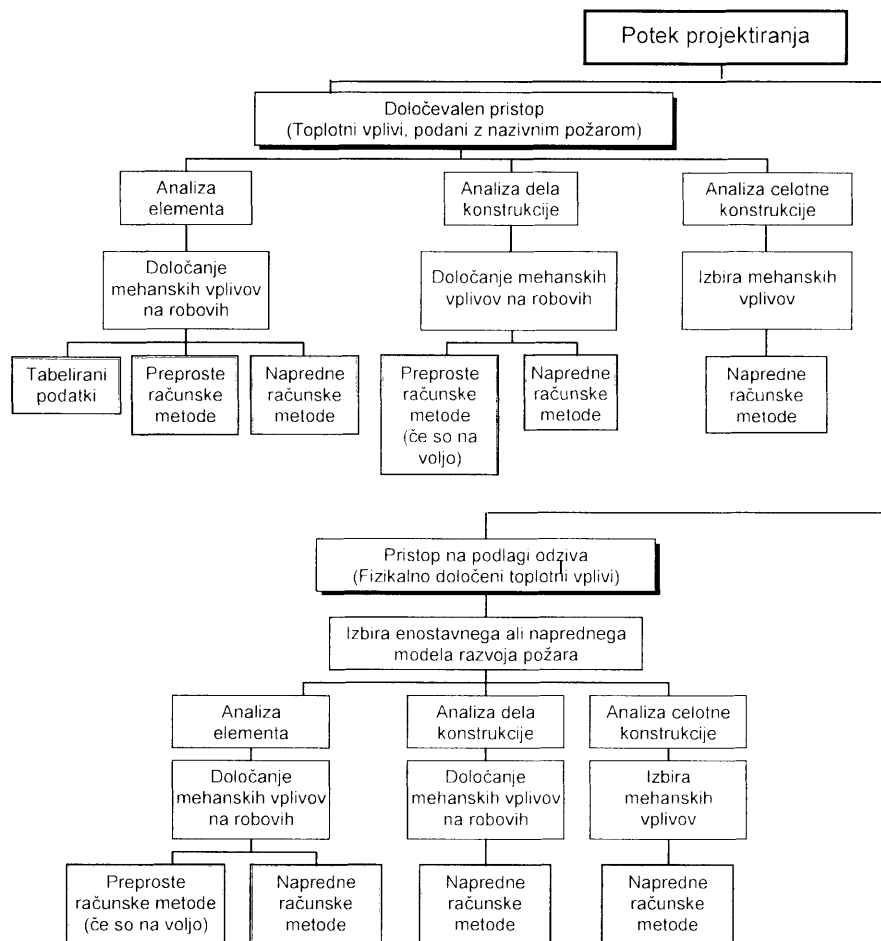 Potek projektiranja
Določevalen pristop
(Toplotni vplivi, podani z nazivnim požarom)
Analiza
elementa
Analiza dela
konstrukcije
Analiza celotne
konstrukcije
Določanje
mehanskih vplivov
na robovih
Določanje mehanskih
vplivov na robovih
Izbira mehanskih
vplivov
Tabelirani
podatki
Preproste
računske
metode
Napredne
računske
metode
Preproste
računske
metode
(če so na
voljo)
Napredne
računske
metode
Napredne
računske
metode
Pristop na podlagi odziva
(Fizikalno določeni toplotni vplivi)
Izbira enostavnega ali naprednega
modela razvoja požara
Analiza
elementa
Analiza dela
konstrukcije
Analiza celotne
konstrukcije
Določanje
mehanskih vplivov
na robovih
Določanje
mehanskih vplivov
na robovih
Izbira
mehanskih
vplivov
Preproste
računske metode
(če so na voljo)
Napredne
računske
metode
Napredne
računske
metode
Napredne
računske
metode